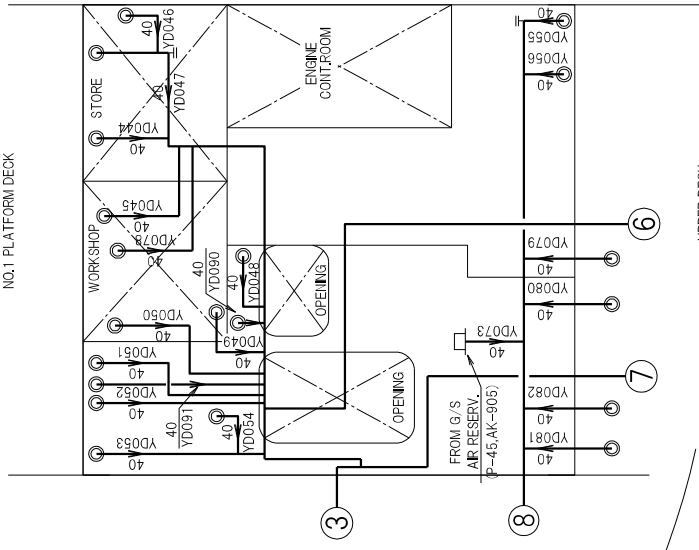 NO.1 PLATFORM DECK
STORE
WORKSHOP
ENGINE
CONT.ROOM
OPENING
OPENING
40
YD046
40
YD047
YD044
40
YD045
40
YD078
40
40
YD090
40
YD048
YD049
40
YD050
40
YD051
40
YD052
40
40
YD091
YD053
40
40
YD054
40
YD055
YD056
40
YD079
40
YD080
40
YD073
40
YD082
40
YD081
40
FROM G/S
AIR RESERV.
(P-45,AK-905)
3
6
7
8